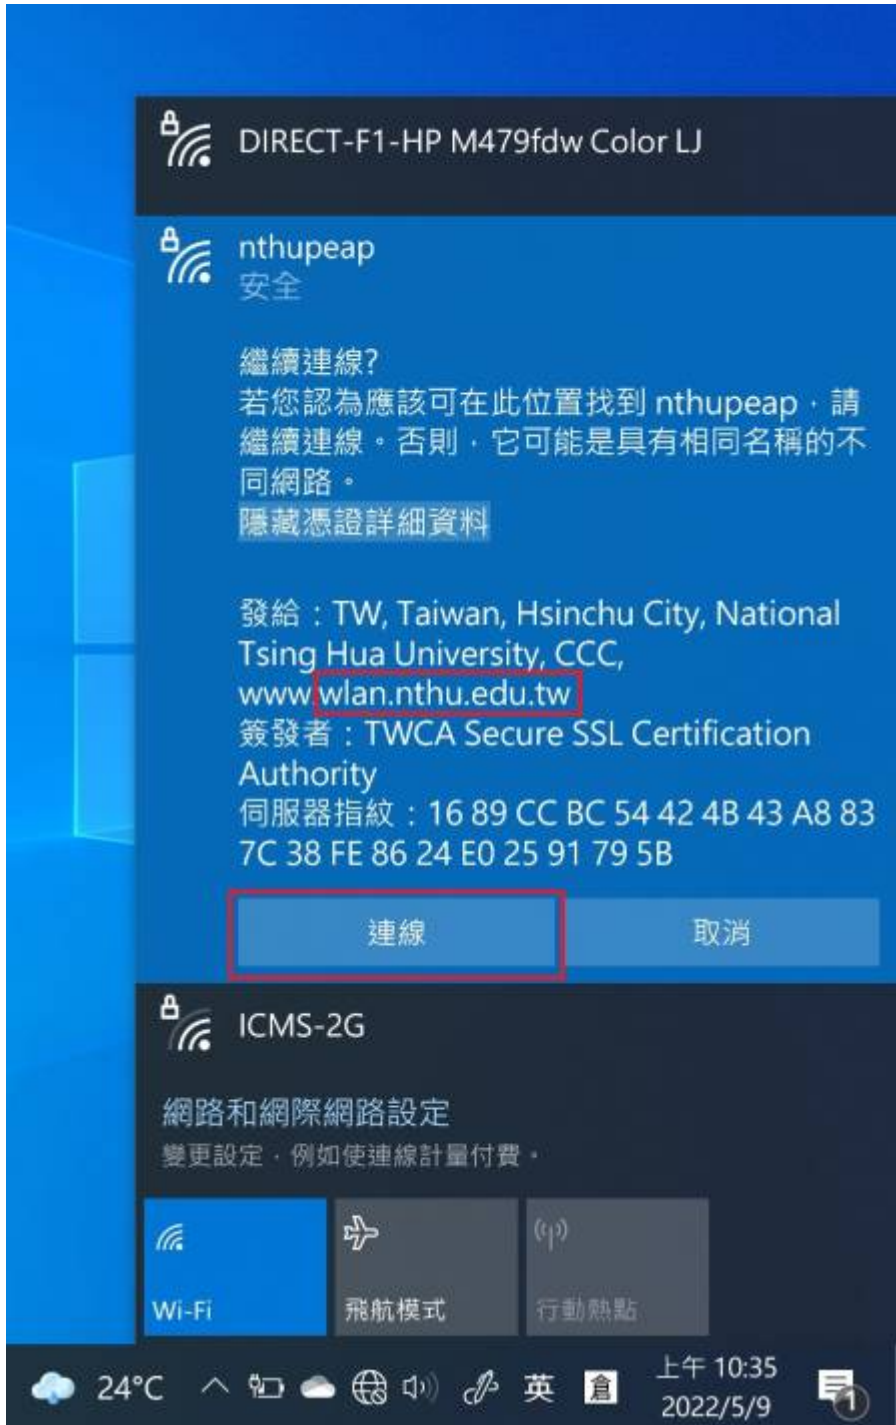 DIRECT-F1-HP M479fdw Color LJ
nthupeap
安全
繼續連線?
若您認為應該可在此位置找到 nthupeap，請
繼續連線。否則，它可能是具有相同名稱的不
同網路。
隱藏憑證詳細資料
發給：TW, Taiwan, Hsinchu City, National
Tsing Hua University, CCC,
www.wlan.nthu.edu.tw
簽發者：TWCA Secure SSL Certification
Authority
伺服器指紋：16 89 CC BC 54 42 4B 43 A8 83
7C 38 FE 86 24 E0 25 91 79 5B
連線 取消
ICMS-2G
網路和網際網路設定
變更設定，例如使連線計量付費。
Wi-Fi 飛航模式 行動熱點
24°C 英 倉 上午 10:35
2022/5/9 1